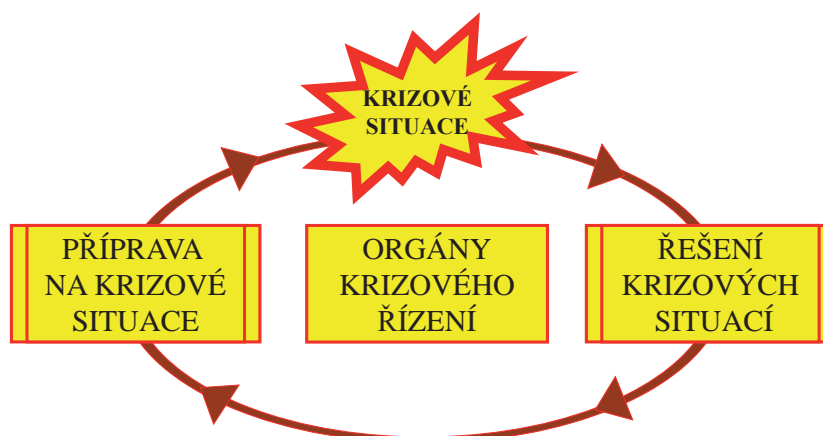 KRIZOVÉ
SITUACE
PŘÍPRAVA
NA KRIZOVÉ
SITUACE
ORGÁNY
KRIZOVÉHO
ŘÍZENÍ
ŘEŠENÍ
KRIZOVÝCH
SITUACÍ